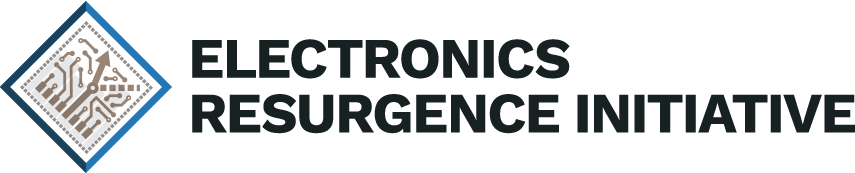 ELECTRONICS
RESURGENCE INITIATIVE